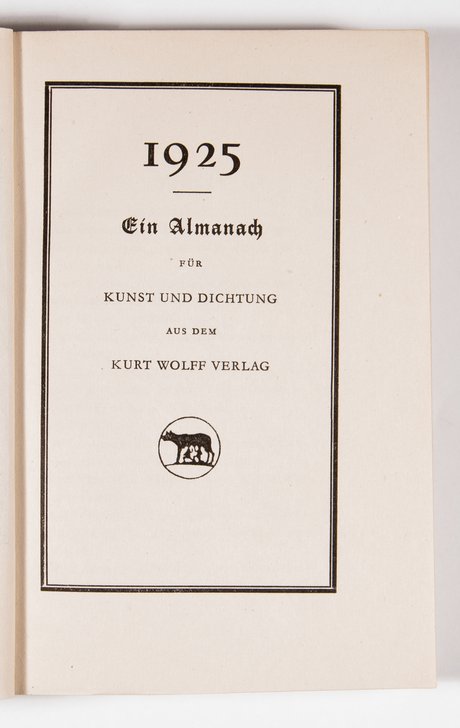 1925
Ein Almanach
FÜR
KUNST UND DICHTUNG
AUS DEM
KURT WOLFF VERLAG